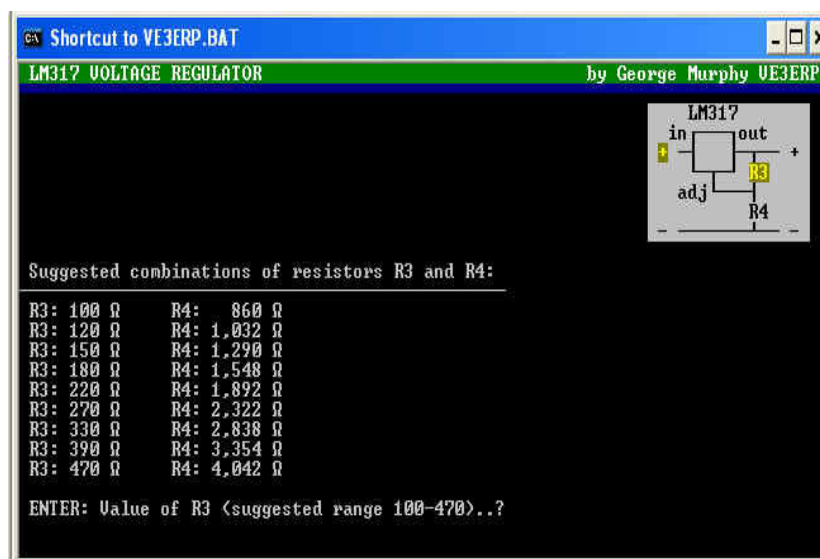 Shortcut to VE3ERP.BAT
LM317 VOLTAGE REGULATOR by George Murphy VE3ERP
LM317
in out
+ +
R3
adj
R4
- -
Suggested combinations of resistors R3 and R4:
R3: 100 Ω R4: 860 Ω
R3: 120 Ω R4: 1,032 Ω
R3: 150 Ω R4: 1,290 Ω
R3: 180 Ω R4: 1,548 Ω
R3: 220 Ω R4: 1,892 Ω
R3: 270 Ω R4: 2,322 Ω
R3: 330 Ω R4: 2,838 Ω
R3: 390 Ω R4: 3,354 Ω
R3: 470 Ω R4: 4,042 Ω
ENTER: Value of R3 (suggested range 100-470)..?